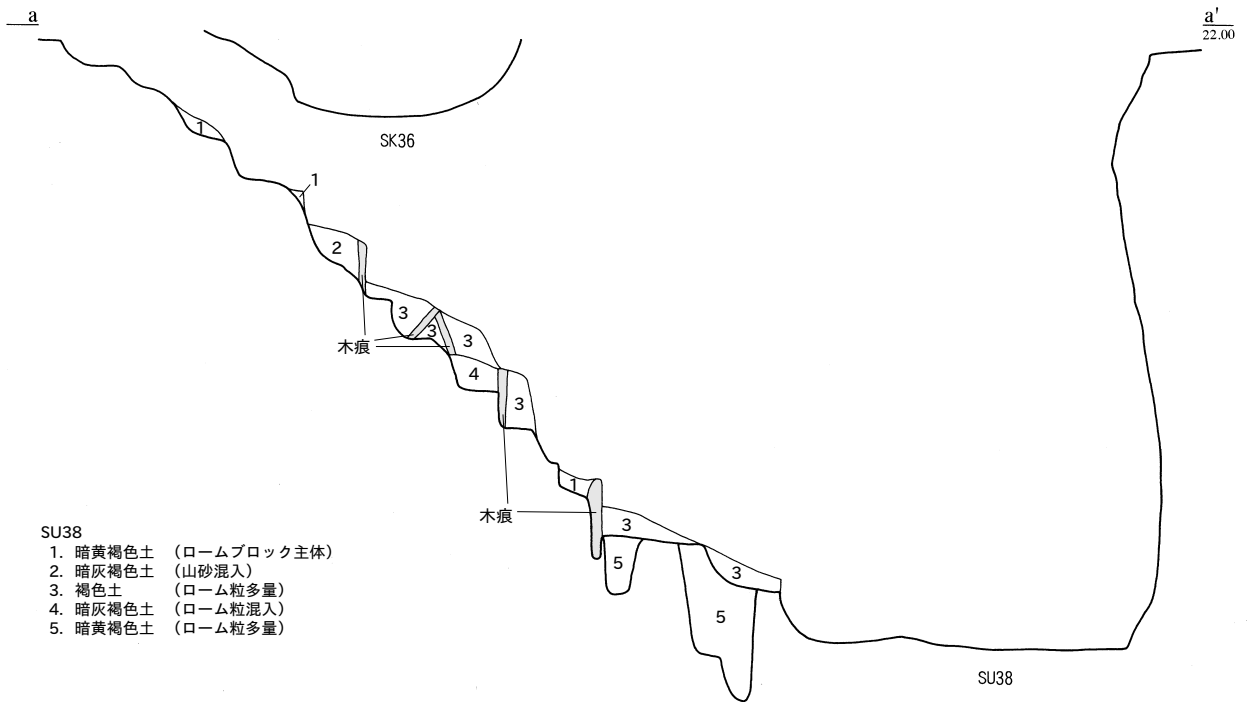 a
a'
22.00
SK36
1
1
2
3
3
3
木痕
4
3
1
木痕
3
5
3
5
SU38
SU38
1. 暗黄褐色土 （ロームブロック主体）
2. 暗灰褐色土 （山砂混入）
3. 褐色土 （ローム粒多量）
4. 暗灰褐色土 （ローム粒混入）
5. 暗黄褐色土 （ローム粒多量）